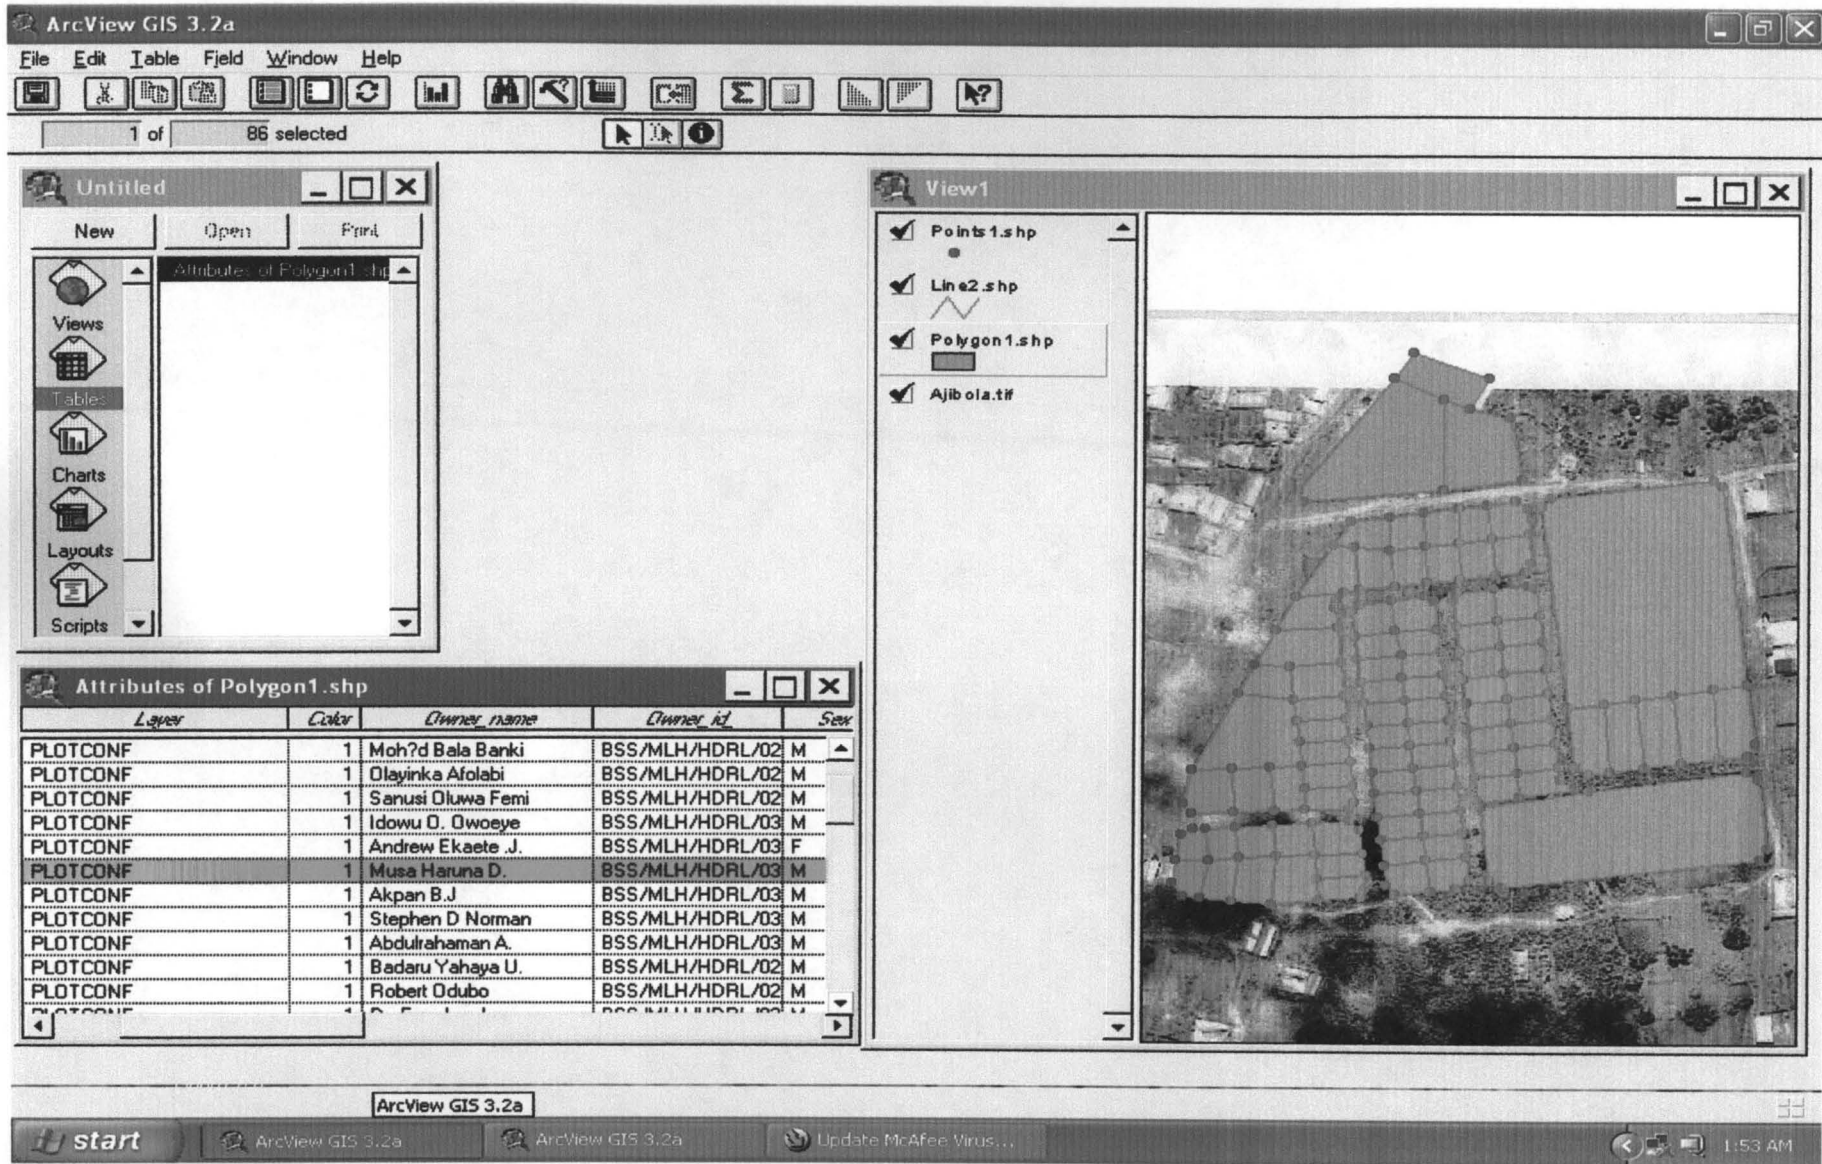 ArcView GIS 3.2a
File Edit Table Field Window Help
1 of 86 selected
Untitled
New Open Print
Attributes of Polygon1.shp
Views
Tables
Charts
Layouts
Scripts
View1
Points1.shp
Line2.shp
Polygon1.shp
Ajibola.tif
Attributes of Polygon1.shp
Layer Color Owner_name Owner_id_ Sex
PLOTCONF 1 Moh?d Bala Banki BSS/MLH/HDRL/02 M
PLOTCONF 1 Olayinka Afolabi BSS/MLH/HDRL/02 M
PLOTCONF 1 Sanusi Oluwa Femi BSS/MLH/HDRL/02 M
PLOTCONF 1 Idowu O. Owoeye BSS/MLH/HDRL/03 M
PLOTCONF 1 Andrew Ekaete .J. BSS/MLH/HDRL/03 F
PLOTCONF 1 Musa Haruna D. BSS/MLH/HDRL/03 M
PLOTCONF 1 Akpan B.J BSS/MLH/HDRL/03 M
PLOTCONF 1 Stephen D Norman BSS/MLH/HDRL/03 M
PLOTCONF 1 Abdulrahaman A. BSS/MLH/HDRL/03 M
PLOTCONF 1 Badaru Yahaya U. BSS/MLH/HDRL/02 M
PLOTCONF 1 Robert Odubo BSS/MLH/HDRL/02 M
ArcView GIS 3.2a
start ArcView GIS 3.2a ArcView GIS 3.2a Update McAfee Virus... 1:53 AM